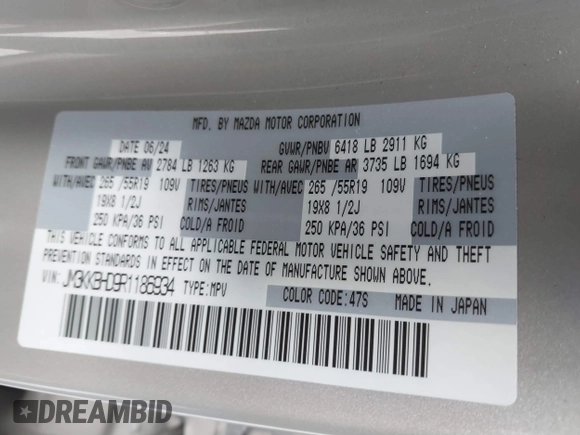 MFD. BY MAZDA MOTOR CORPORATION
DATE 06/24 GVWR/PNBV 6418 LB 2911 KG
FRONT GAWR/PNBE AV 2784 LB 1263 KG REAR GAWR/PNBE AR 3735 LB 1694 KG
WITH/AVEC 265 /55R19 109V TIRES/PNEUS WITH/AVEC 265 /55R19 109V TIRES/PNEUS
19X8 1/2J RIMS/JANTES 19X8 1/2J RIMS/JANTES
250 KPA/36 PSI COLD/A FROID 250 KPA/36 PSI COLD/A FROID
THIS VEHICLE CONFORMS TO ALL APPLICABLE FEDERAL MOTOR VEHICLE SAFETY AND THEFT
PREVENTION STANDARDS IN EFFECT ON THE DATE OF MANUFACTURE SHOWN ABOVE.
VIN: JM3KKBHD9R1186934 TYPE:MPV COLOR CODE:47S MADE IN JAPAN
DREAMBID